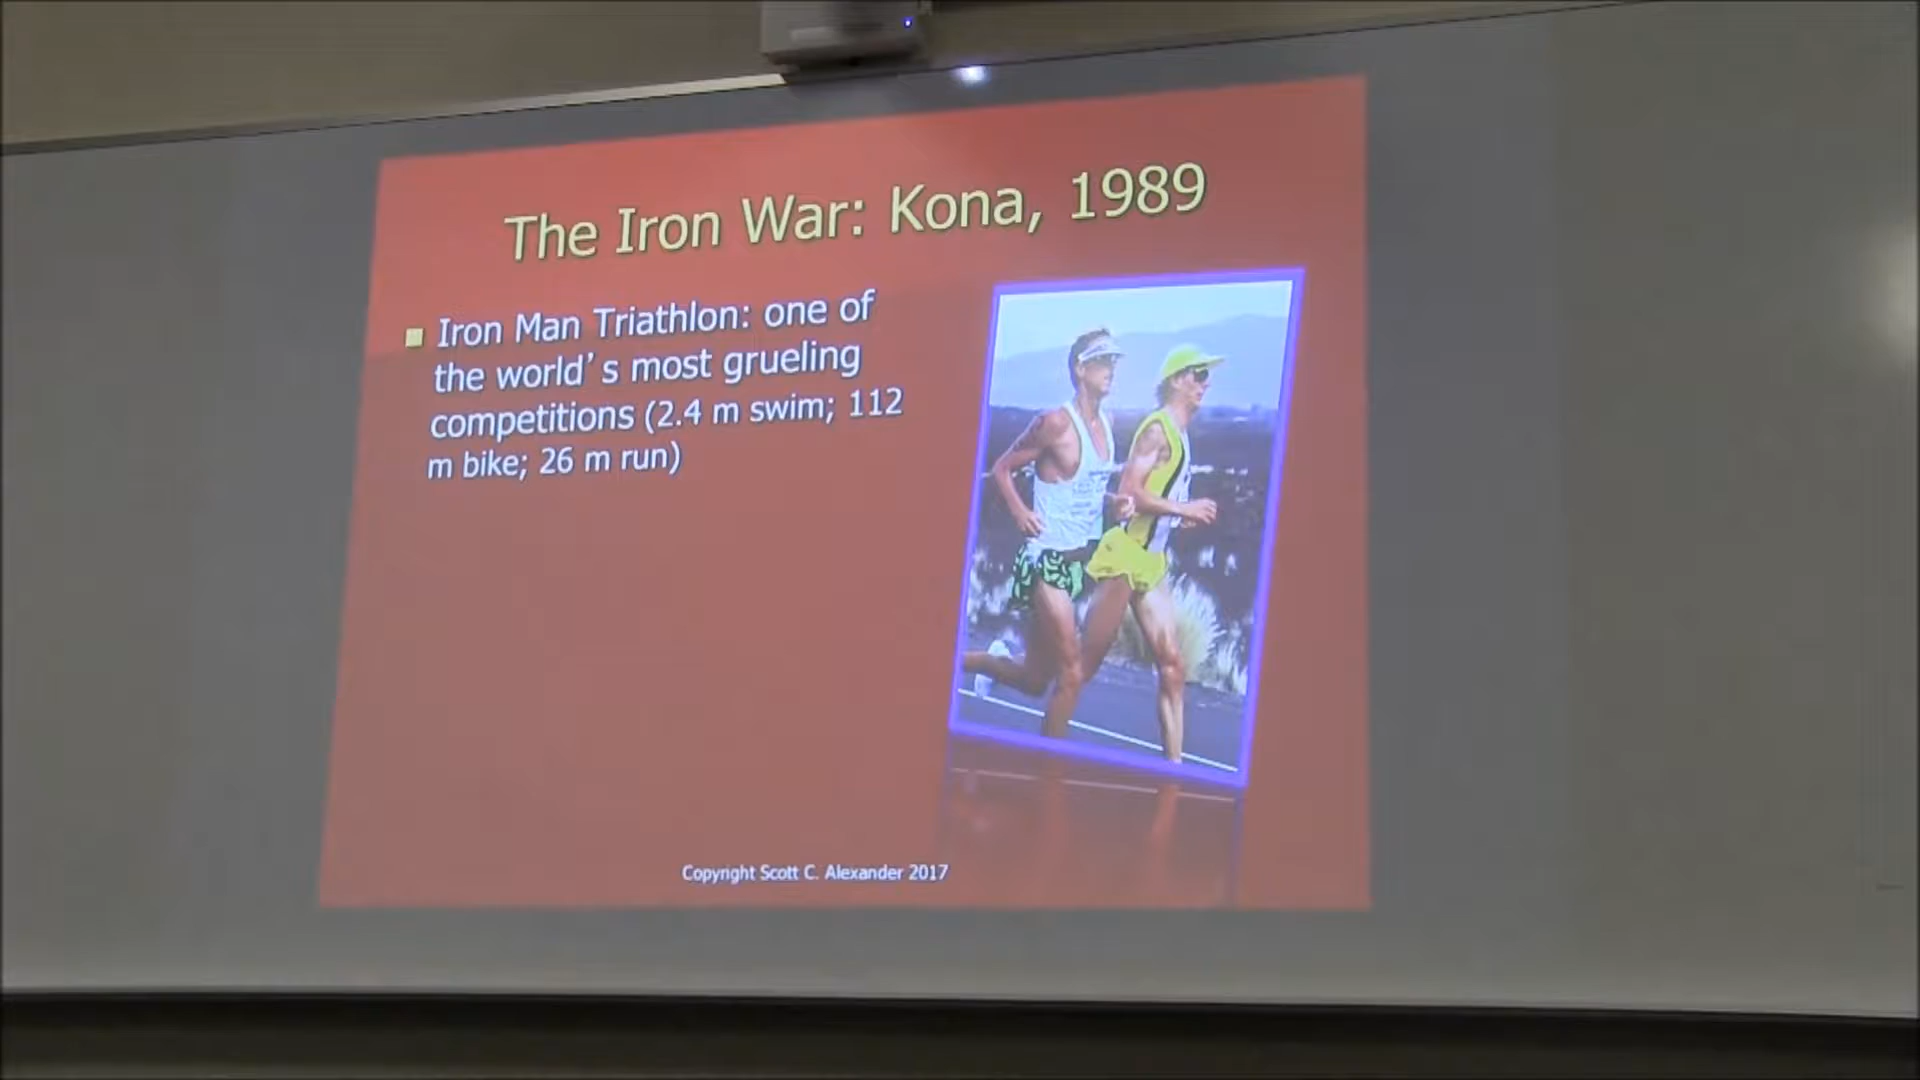 The Iron War: Kona, 1989
Iron Man Triathlon: one of
the world's most grueling
competitions (2.4 m swim; 112
m bike; 26 m run)
Copyright Scott C. Alexander 2017